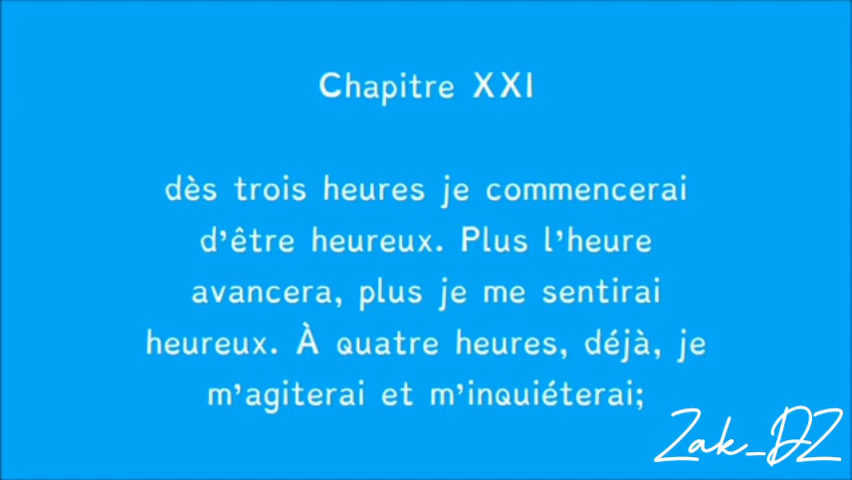 Chapitre XXI
dès trois heures je commencerai
d’être heureux. Plus l’heure
avancera, plus je me sentirai
heureux. À quatre heures, déjà, je
m’agiterai et m’inquiéterai;
Zak_DZ